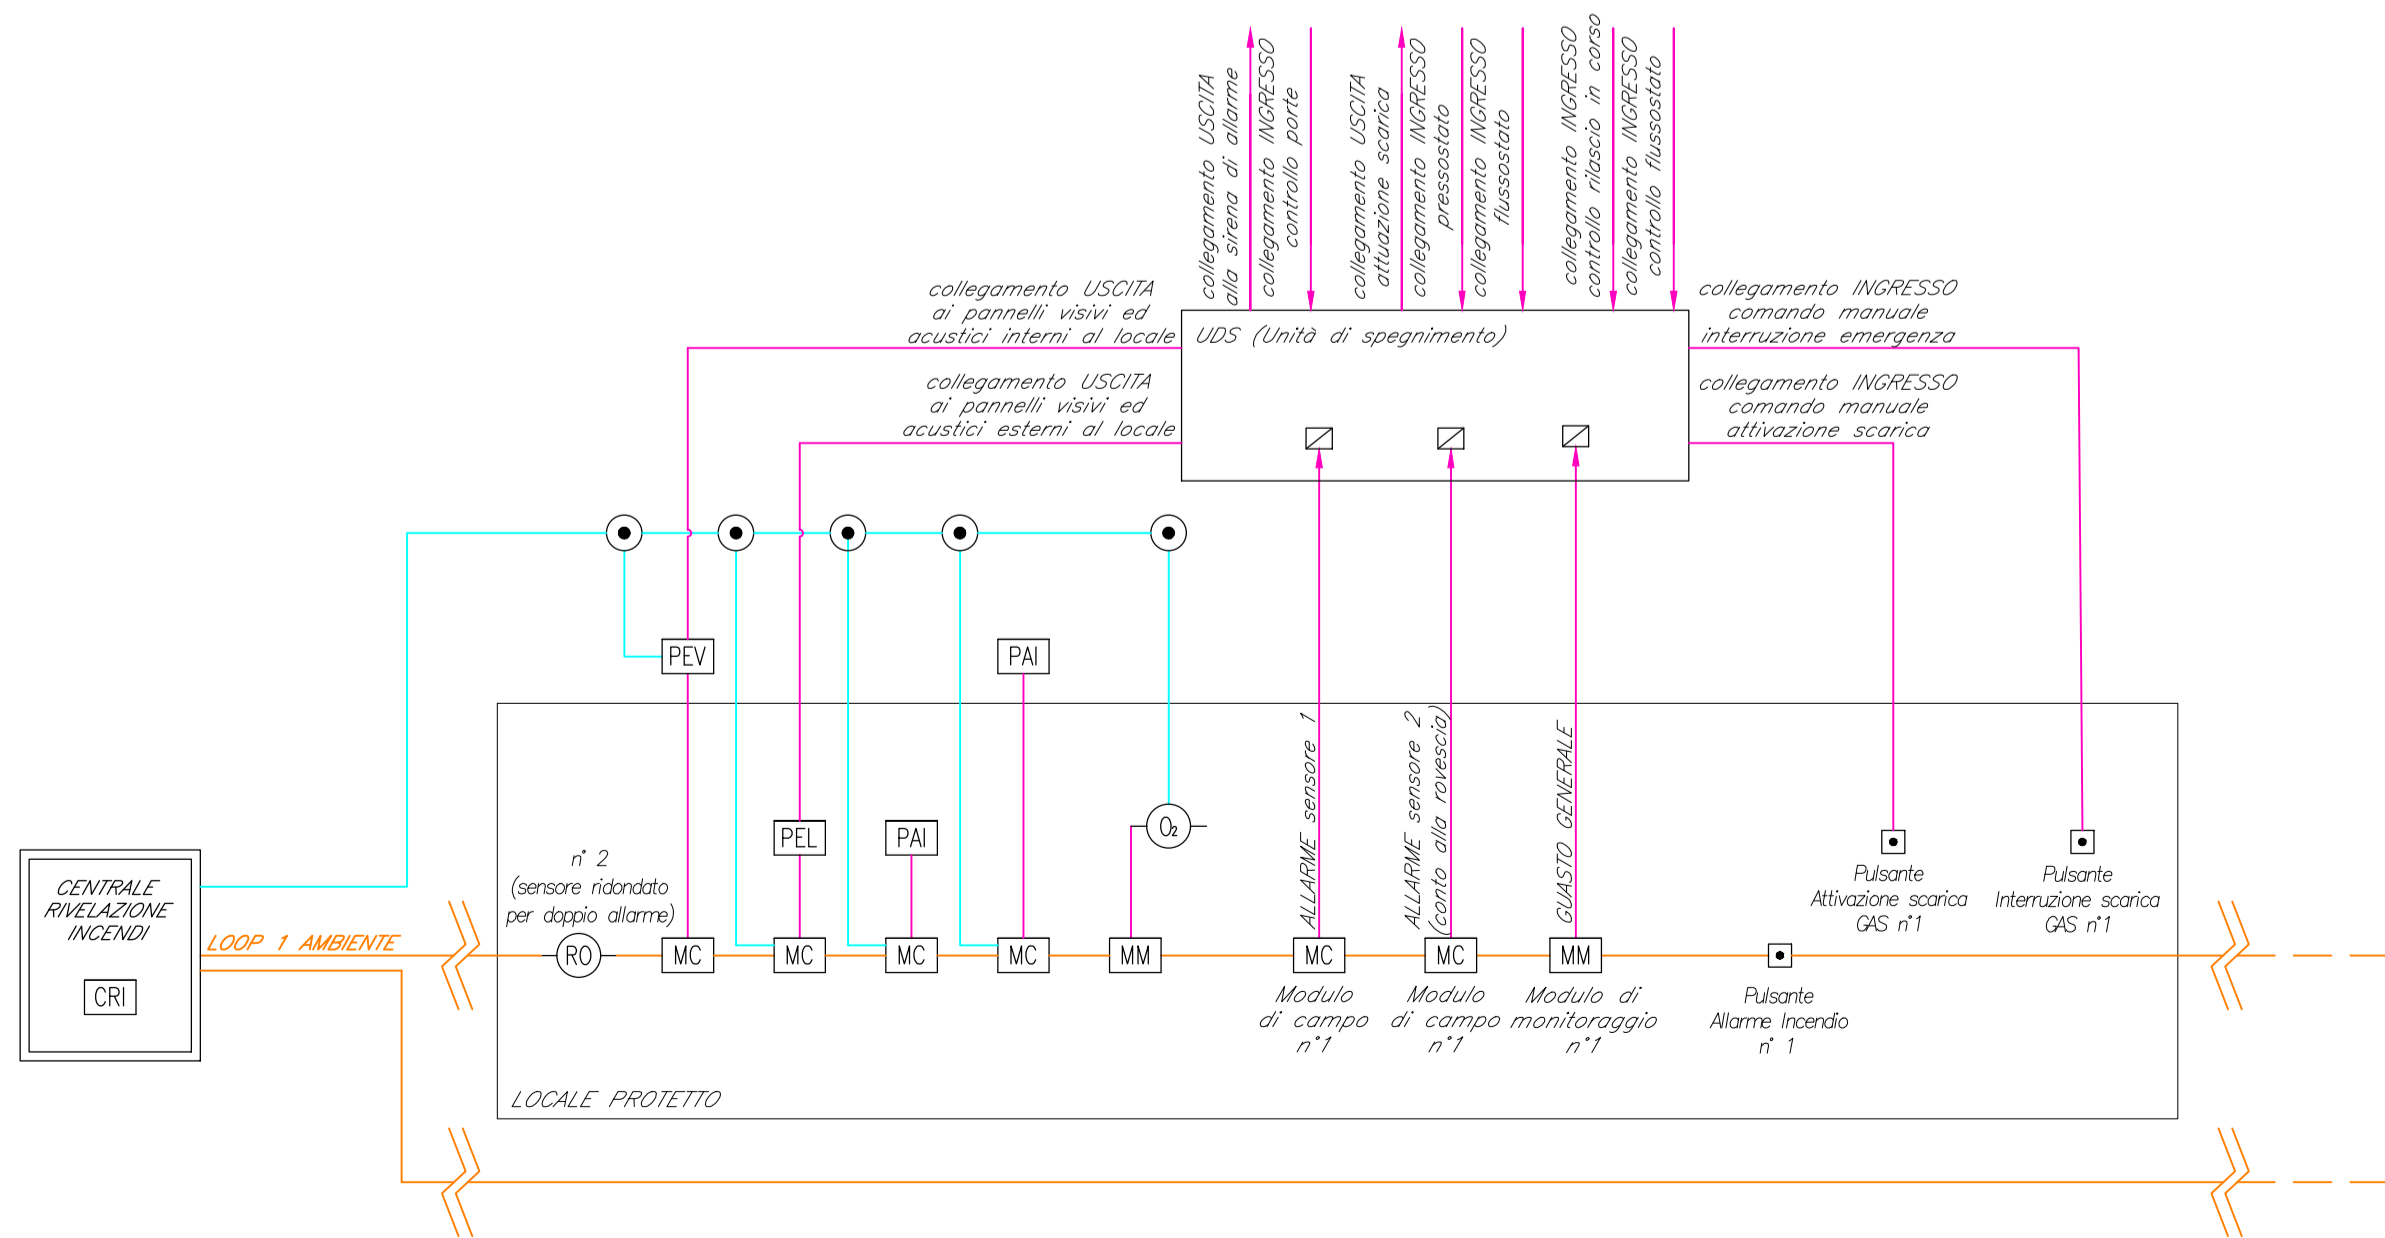 collegamento USCITA
alla sirena di allarme
collegamento INGRESSO
controllo porte
collegamento USCITA
attuazione scarica
collegamento INGRESSO
pressostato
collegamento INGRESSO
flussostato
collegamento INGRESSO
controllo rilascio in corso
collegamento INGRESSO
controllo flussostato
collegamento USCITA
ai pannelli visivi ed
acustici interni al locale
UDS (Unità di spegnimento)
collegamento INGRESSO
comando manuale
interruzione emergenza
collegamento USCITA
ai pannelli visivi ed
acustici esterni al locale
collegamento INGRESSO
comando manuale
attivazione scarica
PEV
PAI
PEL
PAI
O₂
ALLARME sensore 1
ALLARME sensore 2
(conto alla rovescia)
GUASTO GENERALE
n° 2
(sensore ridondato
per doppio allarme)
Pulsante
Attivazione scarica
GAS n°1
Pulsante
Interruzione scarica
GAS n°1
CENTRALE
RIVELAZIONE
INCENDI
CRI
LOOP 1 AMBIENTE
RO
MC
MC
MC
MC
MM
MC
MC
MM
Modulo
di campo
n°1
Modulo
di campo
n°1
Modulo di
monitoraggio
n°1
Pulsante
Allarme Incendio
n° 1
LOCALE PROTETTO